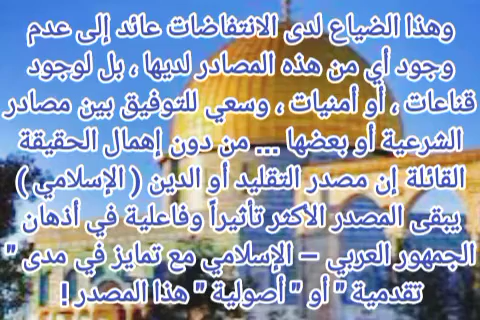 وهذا الضياع لدى الانتفاضات عائد إلى عدم
وجود أي من هذه المصادر لديها ، بل لوجود
قناعات ، أو أمنيات ، وسعي للتوفيق بين مصادر
الشرعية أو بعضها ... من دون إهمال الحقيقة
القائلة إن مصدر التقليد أو الدين ( الإسلامي )
يبقى المصدر الأكثر تأثيراً وفاعلية في أذهان
الجمهور العربي – الإسلامي مع تمايز في مدى "
تقدمية " أو " أصولية " هذا المصدر !